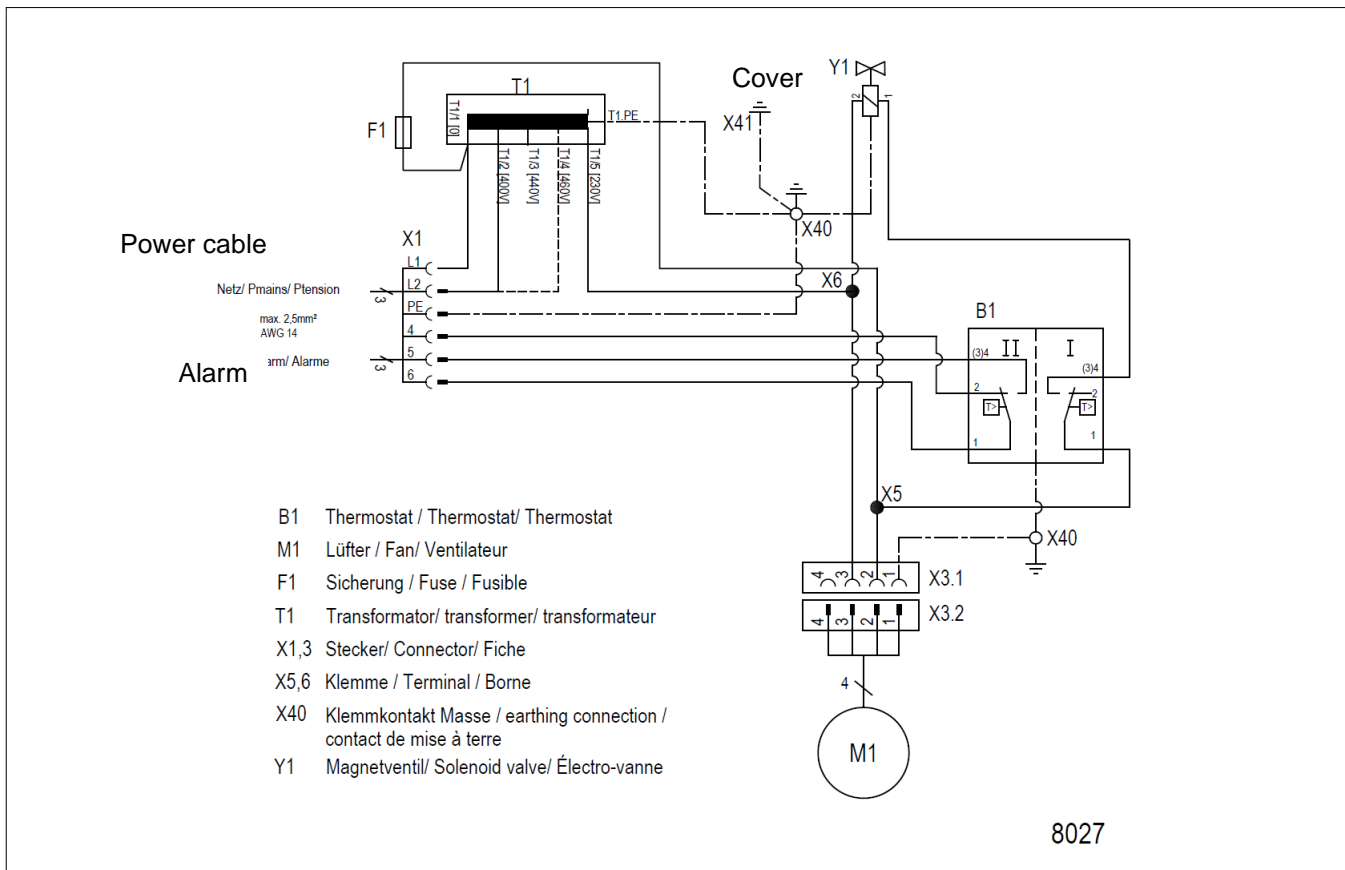 Cover
Y1
2
1
T1
T1/1 [0]
T1.PE
X41
F1
T1/2 [400V]
T1/3 [440V]
T1/4 [460V]
T1/5 [230V]
X40
Power cable
X1
L1
Netz/ Pmains/ Ptension
3
L2
X6
PE
max. 2,5mm²
AWG 14
B1
4
Alarm
rm/ Alarme
3
5
6
(3)4
II
I
(3)4
2
2
T>
T>
1
1
X5
B1 Thermostat / Thermostat/ Thermostat
M1 Lüfter / Fan/ Ventilateur
F1 Sicherung / Fuse / Fusible
T1 Transformator/ transformer/ transformateur
X1,3 Stecker/ Connector/ Fiche
X5,6 Klemme / Terminal / Borne
X40 Klemmkontakt Masse / earthing connection /
contact de mise à terre
Y1 Magnetventil/ Solenoid valve/ Électro-vanne
X40
4 3 2 1
X3.1
4 3 2 1
X3.2
4
M1
8027